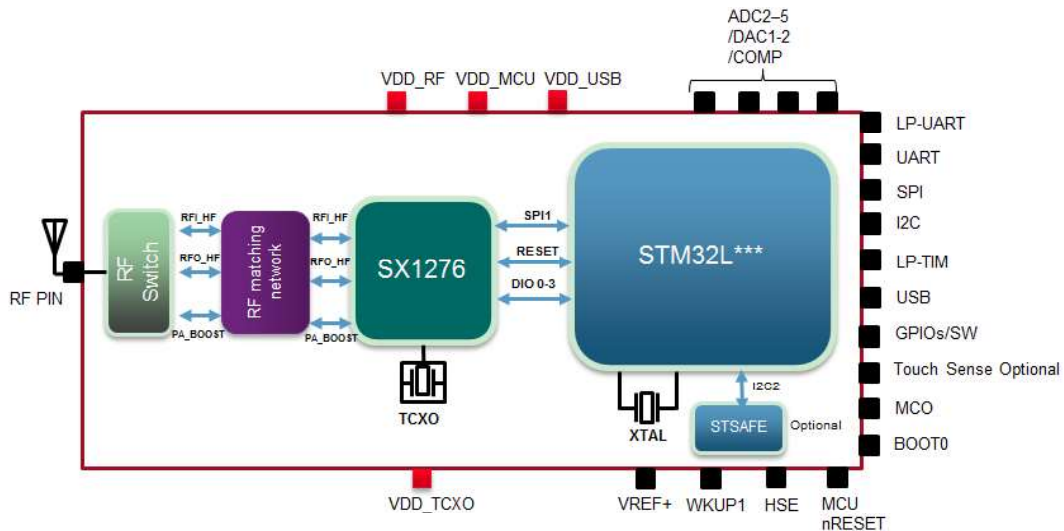 ADC2–5
/DAC1-2
/COMP
VDD_RF
VDD_MCU
VDD_USB
LP-UART
UART
SPI
I2C
LP-TIM
USB
GPIOs/SW
Touch Sense Optional
MCO
BOOT0
RF PIN
RF
Switch
RFI_HF
RFO_HF
PA_BOOST
RF matching
network
RFI_HF
RFO_HF
PA_BOOST
SX1276
SPI1
RESET
DIO 0-3
STM32L***
TCXO
XTAL
I2C2
STSAFE
Optional
VDD_TCXO
VREF+
WKUP1
HSE
MCU
nRESET